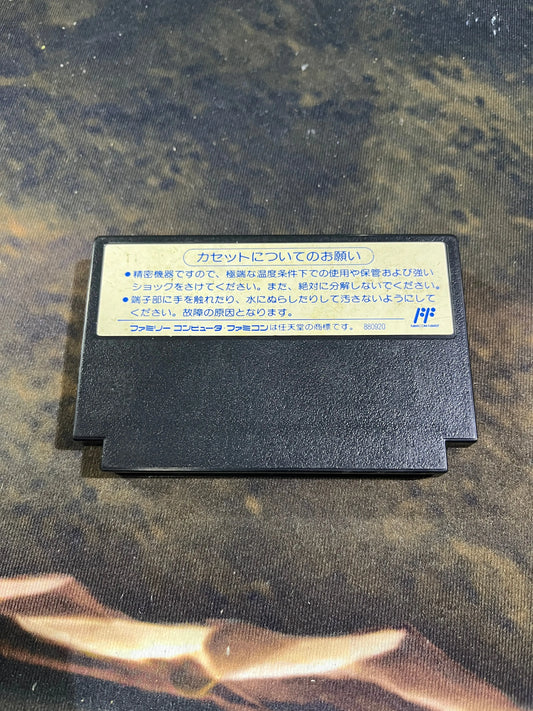 カセットについてのお願い
●精密機器ですので、極端な温度条件下での使用や保管および強い
ショックをさけてください。また、絶対に分解しないでください。
●端子部に手を触れたり、水にぬらしたりして汚さないようにして
ください。故障の原因となります。
ファミリー コンピュータ・ファミコンは任天堂の商標です。 880920